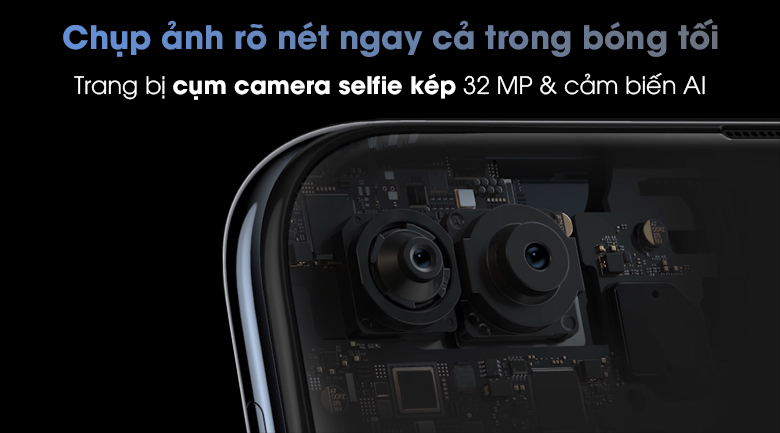 Chụp ảnh rõ nét ngay cả trong bóng tối
Trang bị cụm camera selfie kép 32 MP & cảm biến AI